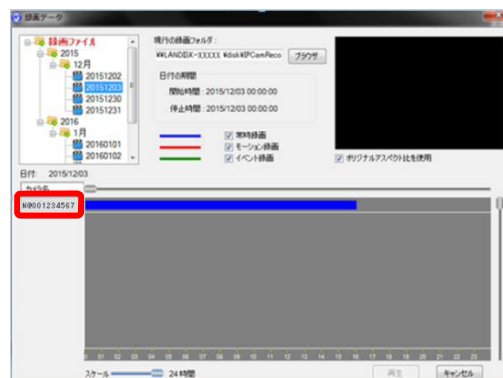 録画データ
録画ファイル
2015
12月
20151202
20151203
20151230
20151231
2016
1月
20160101
20160102
現行の録画フォルダ:
¥¥LANDISK-XXXXX ¥disk¥IPCamReco
ブラウザ
日付の期間
開始時間 : 2015/12/03 00:00:00
停止時間 : 2015/12/03 00:00:00
常時録画
モーション録画
イベント録画
オリジナルアスペクト比を使用
日付: 2015/12/03
カメラ名
N@001234567
0 01 02 03 04 05 06 07 08 09 10 11 12 13 14 15 16 17 18 19 20 21 22 23
スケール
24 時間
再生
キャンセル